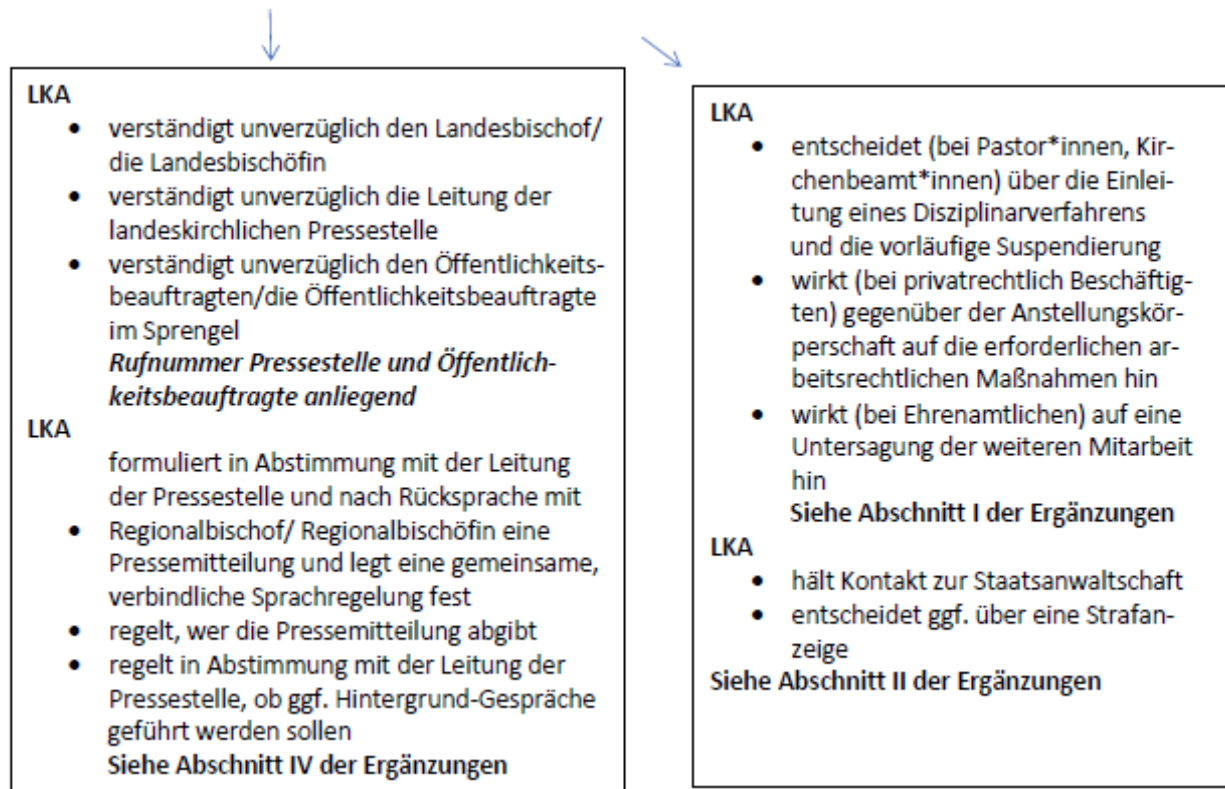 LKA
• verständigt unverzüglich den Landesbischof/
die Landesbischöfin
• verständigt unverzüglich die Leitung der
landeskirchlichen Pressestelle
• verständigt unverzüglich den Öffentlichkeits-
beauftragten/die Öffentlichkeitsbeauftragte
im Sprengel
Rufnummer Pressestelle und Öffentlich-
keitsbeauftragte anliegend
LKA
formuliert in Abstimmung mit der Leitung
der Pressestelle und nach Rücksprache mit
• Regionalbischof/ Regionalbischöfin eine
Pressemitteilung und legt eine gemeinsame,
verbindliche Sprachregelung fest
• regelt, wer die Pressemitteilung abgibt
• regelt in Abstimmung mit der Leitung der
Pressestelle, ob ggf. Hintergrund-Gespräche
geführt werden sollen
Siehe Abschnitt IV der Ergänzungen
LKA
• entscheidet (bei Pastor*innen, Kir-
chenbeamt*innen) über die Einlei-
tung eines Disziplinarverfahrens
und die vorläufige Suspendierung
• wirkt (bei privatrechtlich Beschäftig-
ten) gegenüber der Anstellungskör-
perschaft auf die erforderlichen ar-
beitsrechtlichen Maßnahmen hin
• wirkt (bei Ehrenamtlichen) auf eine
Untersagung der weiteren Mitarbeit
hin
Siehe Abschnitt I der Ergänzungen
LKA
• hält Kontakt zur Staatsanwaltschaft
• entscheidet ggf. über eine Strafan-
zeige
Siehe Abschnitt II der Ergänzungen